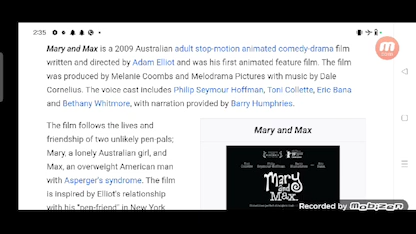 2:35
Mary and Max is a 2009 Australian adult stop-motion animated comedy-drama film
written and directed by Adam Elliot and was his first animated feature film. The film
was produced by Melanie Coombs and Melodrama Pictures with music by Dale
Cornelius. The voice cast includes Philip Seymour Hoffman, Toni Collette, Eric Bana
and Bethany Whitmore, with narration provided by Barry Humphries.
The film follows the lives and
friendship of two unlikely pen-pals;
Mary, a lonely Australian girl, and
Max, an overweight American man
with Asperger's syndrome. The film
is inspired by Elliot's relationship
with his "pen-friend" in New York
Mary and Max
Mary
and
Max.
Recorded by Mobizen